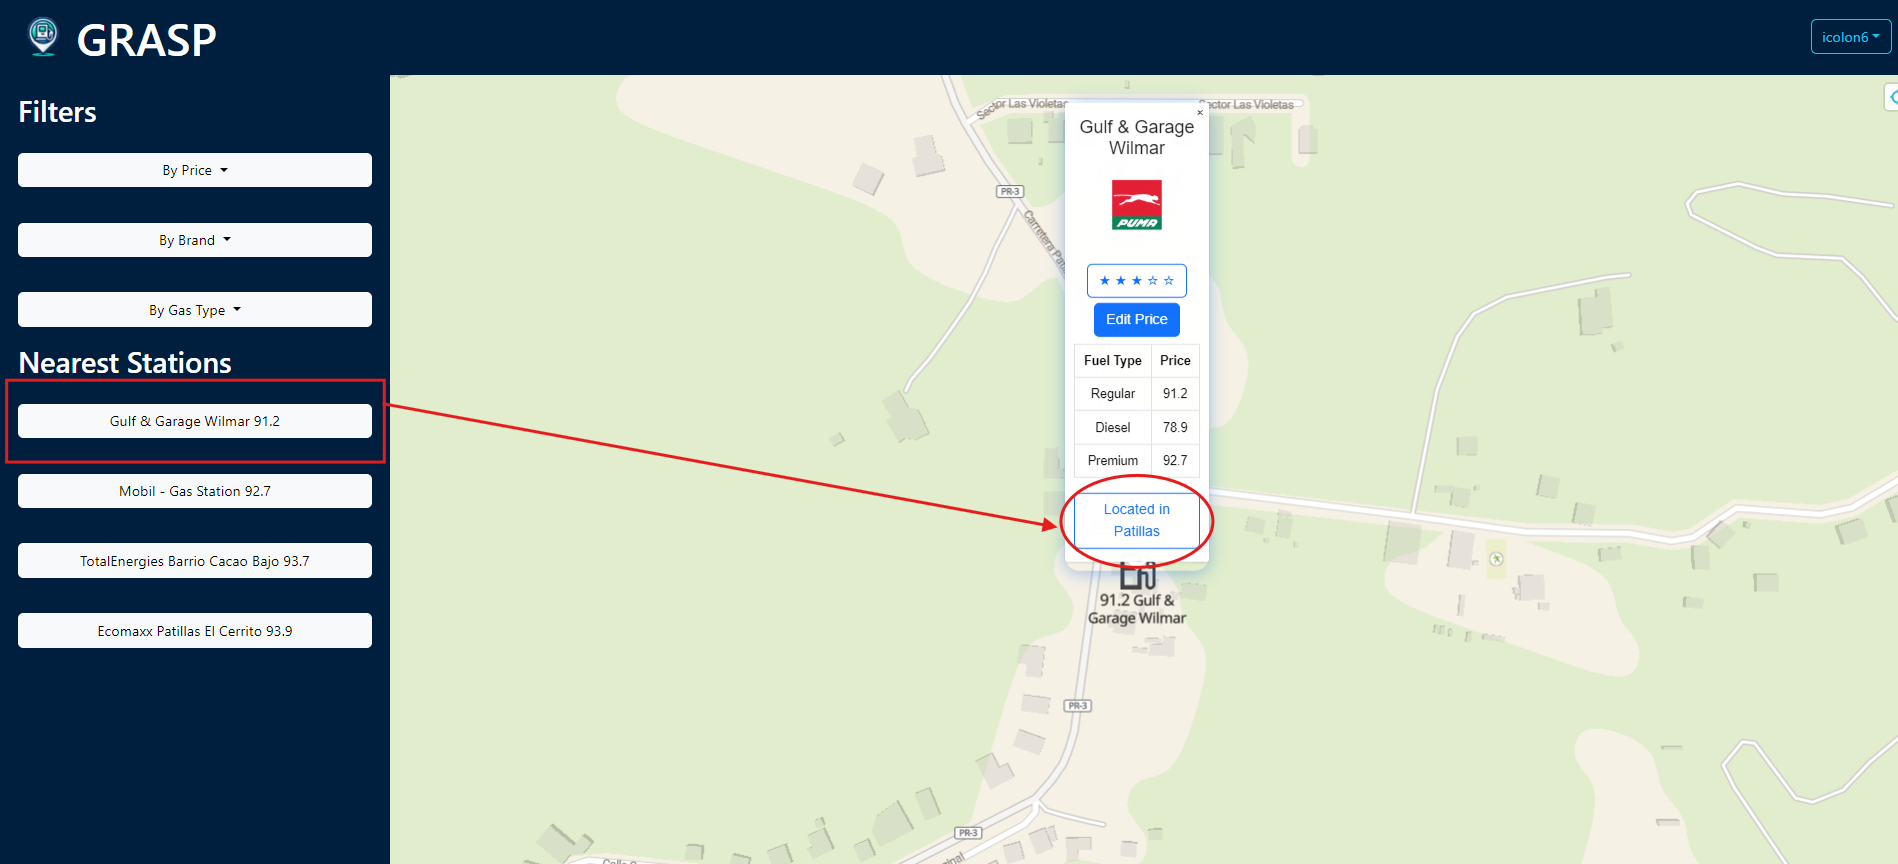 GRASP
icolon6
Filters
By Price
By Brand
By Gas Type
Nearest Stations
Gulf & Garage Wilmar 91.2
Mobil - Gas Station 92.7
TotalEnergies Barrio Cacao Bajo 93.7
Ecomaxx Patillas El Cerrito 93.9
Sector Las Violetas
Sector Las Violetas
×
Gulf & Garage
Wilmar
PUMA
PR-3
Carretera
★ ★ ★ ☆ ☆
Edit Price
Fuel Type Price
Regular 91.2
Diesel 78.9
Premium 92.7
Located in
Patillas
91.2 Gulf &
Garage Wilmar
PR-3
PR-3